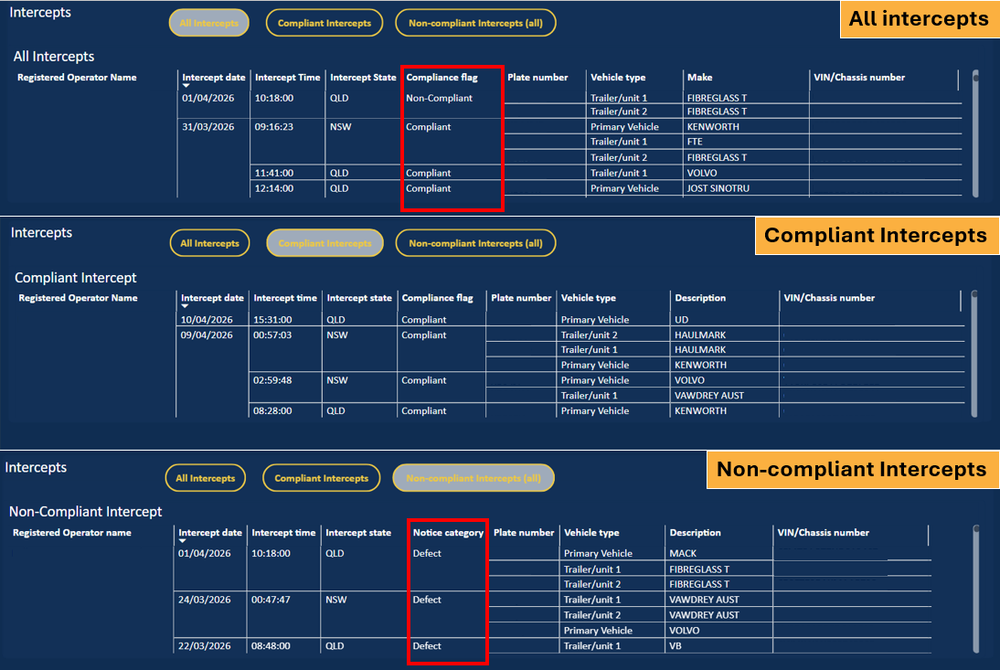 Intercepts All Intercepts Compliant Intercepts Non-compliant Intercepts (all) All intercepts
All Intercepts
Registered Operator Name Intercept date Intercept Time Intercept State Compliance flag Plate number Vehicle type Make VIN/Chassis number
01/04/2026 10:18:00 QLD Non-Compliant Trailer/unit 1 FIBREGLASS T
Trailer/unit 2 FIBREGLASS T
31/03/2026 09:16:23 NSW Compliant Primary Vehicle KENWORTH
Trailer/unit 1 FTE
Trailer/unit 2 FIBREGLASS T
11:41:00 QLD Compliant Trailer/unit 1 VOLVO
12:14:00 QLD Compliant Primary Vehicle JOST SINOTRU
Intercepts All Intercepts Compliant Intercepts Non-compliant Intercepts (all) Compliant Intercepts
Compliant Intercept
Registered Operator Name Intercept date Intercept time Intercept state Compliance flag Plate number Vehicle type Description VIN/Chassis number
10/04/2026 15:31:00 QLD Compliant Primary Vehicle UD
09/04/2026 00:57:03 NSW Compliant Trailer/unit 2 HAULMARK
Trailer/unit 1 HAULMARK
Primary Vehicle KENWORTH
02:59:48 NSW Compliant Primary Vehicle VOLVO
Trailer/unit 1 VAWDREY AUST
08:28:00 QLD Compliant Primary Vehicle KENWORTH
Intercepts All Intercepts Compliant Intercepts Non-compliant Intercepts (all) Non-compliant Intercepts
Non-Compliant Intercept
Registered Operator name Intercept date Intercept time Intercept state Notice category Plate number Vehicle type Description VIN/Chassis number
01/04/2026 10:18:00 QLD Defect Primary Vehicle MACK
Trailer/unit 1 FIBREGLASS T
Trailer/unit 2 FIBREGLASS T
24/03/2026 00:47:47 NSW Defect Trailer/unit 1 VAWDREY AUST
Trailer/unit 2 VAWDREY AUST
Primary Vehicle VOLVO
22/03/2026 08:48:00 QLD Defect Trailer/unit 1 VB